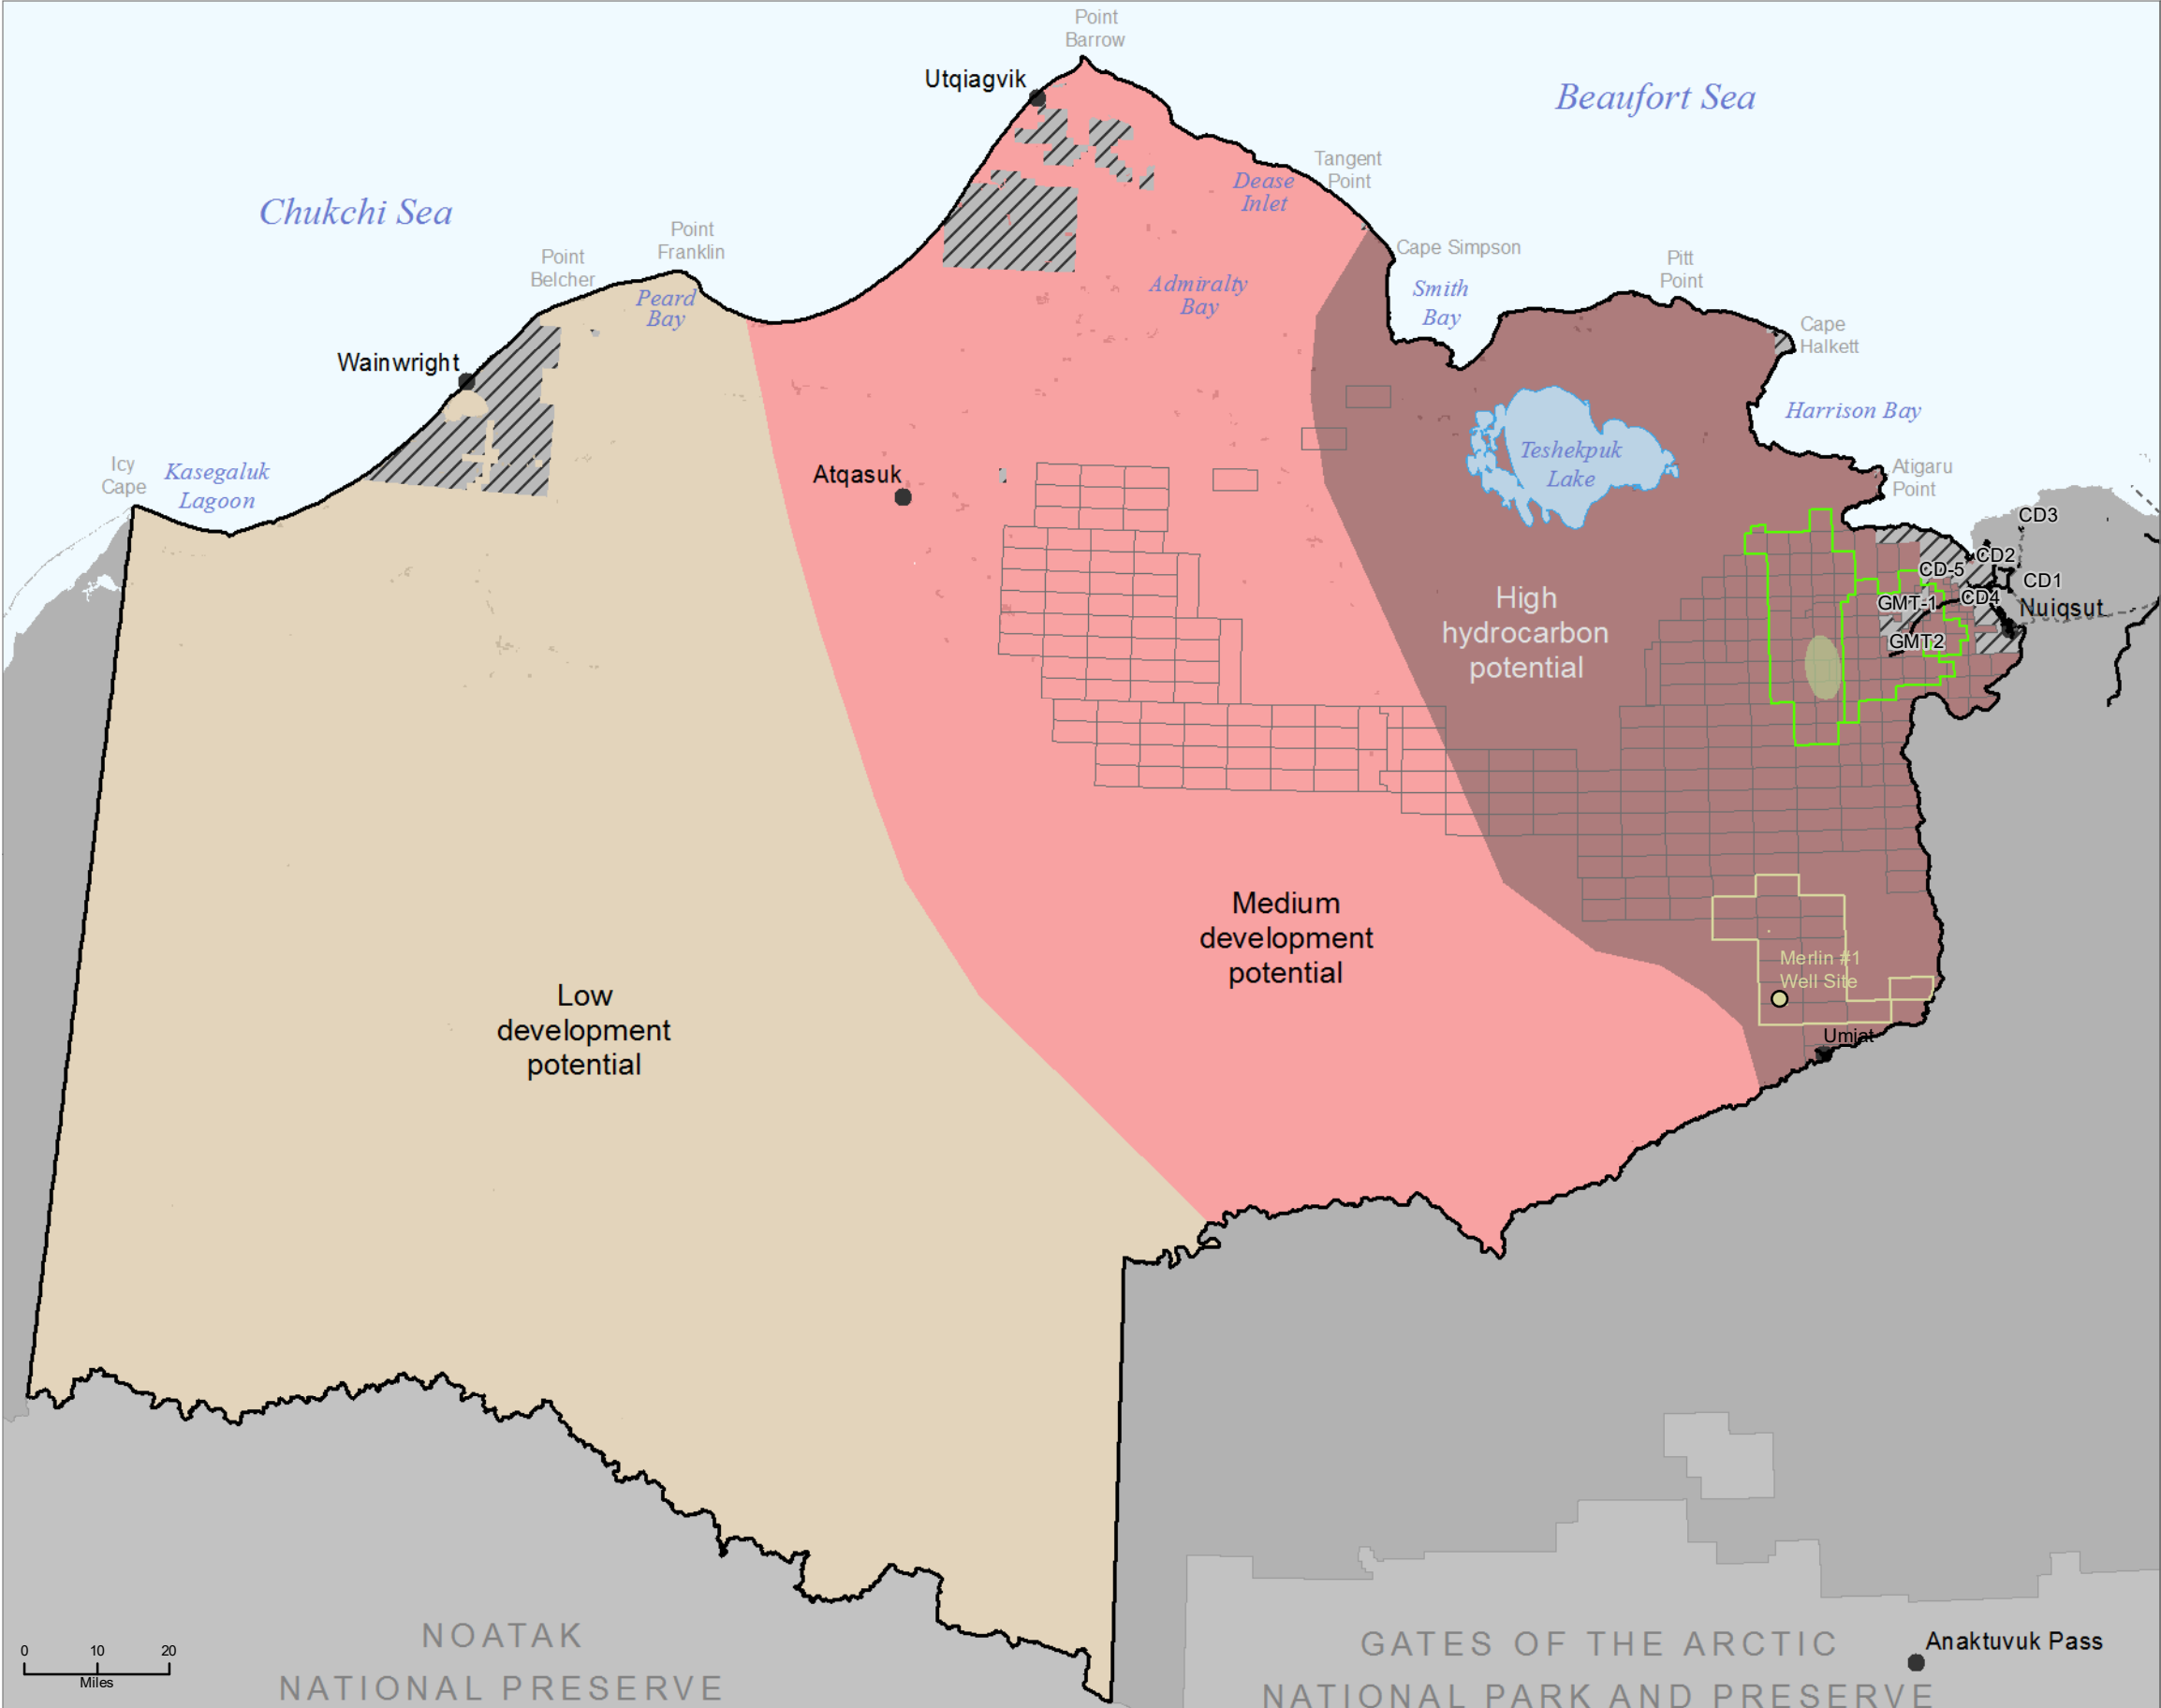 Point
Barrow
Utqiagvik
Beaufort Sea
Tangent
Point
Dease
Inlet
Chukchi Sea
Point
Franklin
Cape Simpson
Point
Belcher
Pitt
Point
Peard
Bay
Admiralty
Bay
Smith
Bay
Cape
Halkett
Wainwright
Harrison Bay
Teshekpuk
Lake
Icy
Cape
Kasegaluk
Lagoon
Atqasuk
Atigaru
Point
CD3
CD2
CD-5
CD1
CD4
GMT-1
Nuiqsut
GMT2
High
hydrocarbon
potential
Medium
development
potential
Merlin #1
Well Site
Low
development
potential
Umiat
NOATAK
NATIONAL PRESERVE
GATES OF THE ARCTIC
NATIONAL PARK AND PRESERVE
Anaktuvuk Pass
0 10 20
Miles